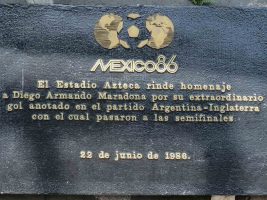 MEXICO86
El Estadio Azteca rinde homenaje
a Diego Armando Maradona por su extraordinario
gol anotado en el partido Argentina-Inglaterra
con el cual pasaron a las semifinales.
22 de junio de 1986.